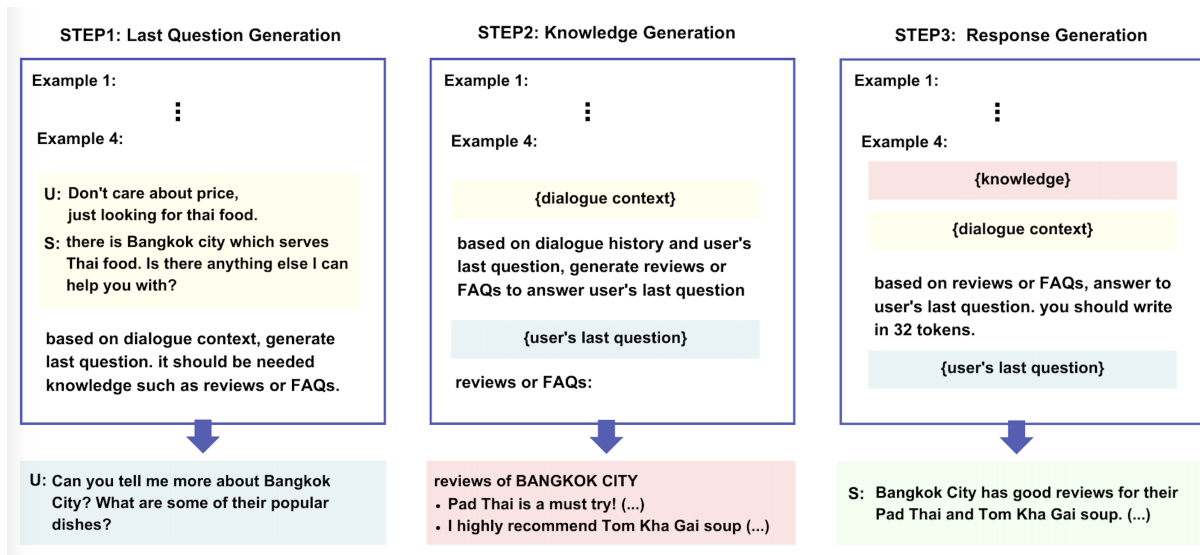 STEP1: Last Question Generation
Example 1:
⋮
Example 4:
U: Don't care about price,
just looking for thai food.
S: there is Bangkok city which serves
Thai food. Is there anything else I can
help you with?
based on dialogue context, generate
last question. it should be needed
knowledge such as reviews or FAQs.
U: Can you tell me more about Bangkok
City? What are some of their popular
dishes?
STEP2: Knowledge Generation
Example 1:
⋮
Example 4:
{dialogue context}
based on dialogue history and user's
last question, generate reviews or
FAQs to answer user's last question
{user's last question}
reviews or FAQs:
reviews of BANGKOK CITY
• Pad Thai is a must try! (...)
• I highly recommend Tom Kha Gai soup (...)
STEP3: Response Generation
Example 1:
⋮
Example 4:
{knowledge}
{dialogue context}
based on reviews or FAQs, answer to
user's last question. you should write
in 32 tokens.
{user's last question}
S: Bangkok City has good reviews for their
Pad Thai and Tom Kha Gai soup. (...)